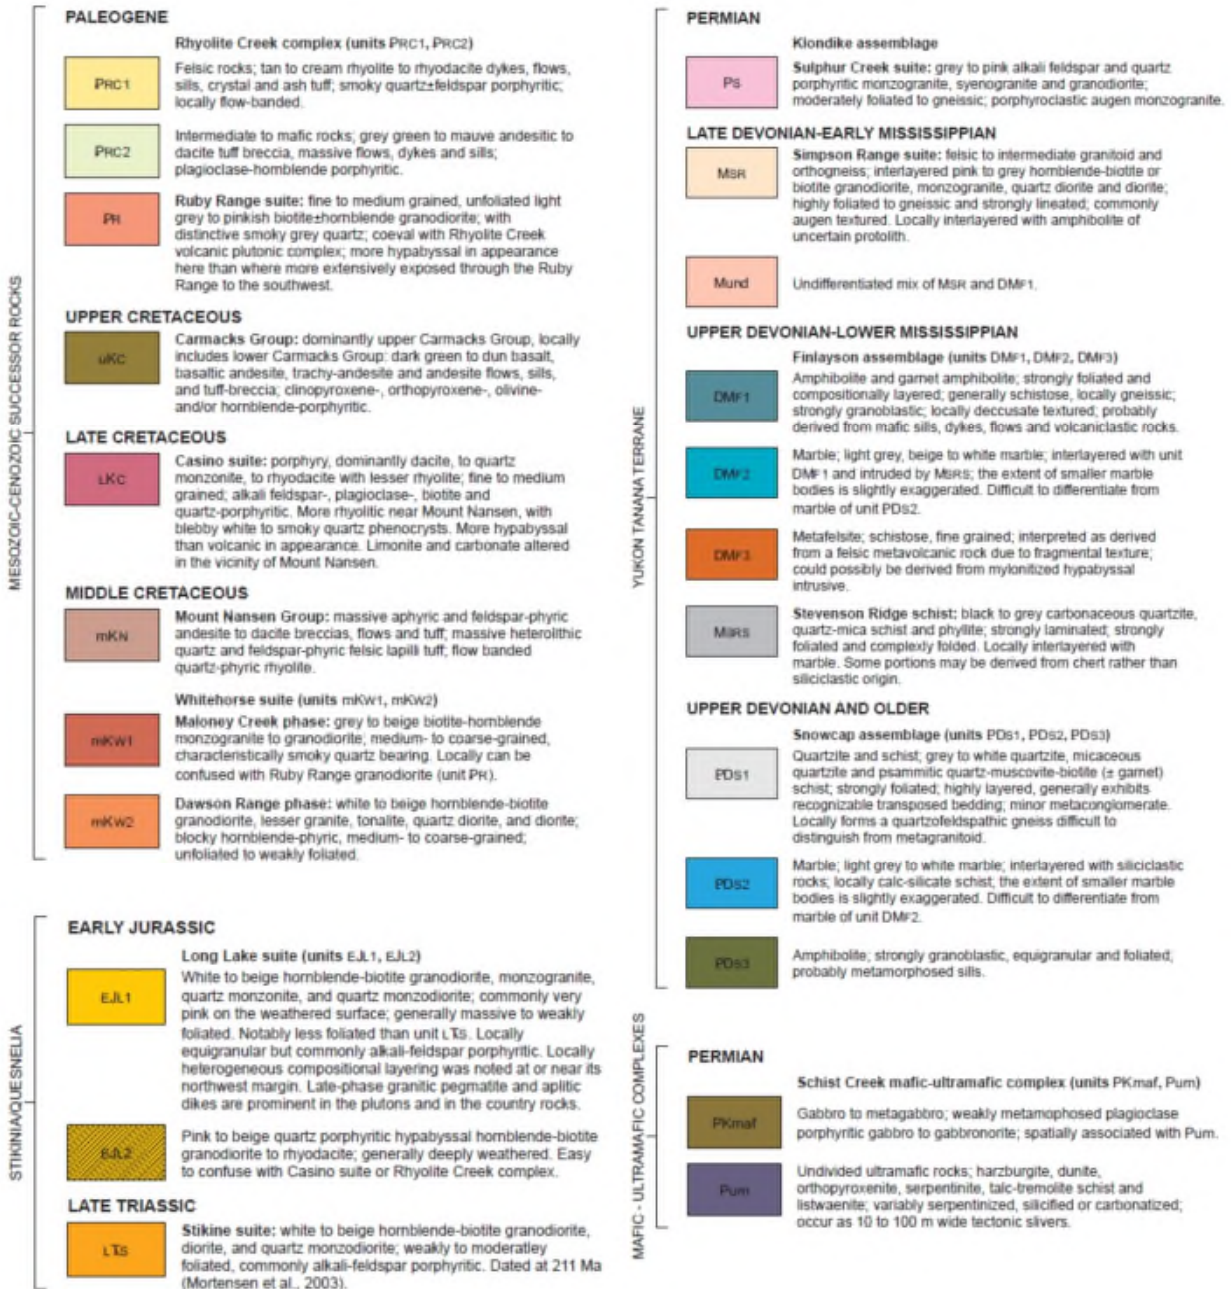 MESOZOIC-CENOZOIC SUCCESSOR ROCKS
PALEOGENE
Rhyolite Creek complex (units PRC1, PRC2)
PRC1
Felsic rocks; tan to cream rhyolite to rhyodacite dykes, flows,
sills, crystal and ash tuff; smoky quartz±feldspar porphyritic;
locally flow-banded.
PRC2
Intermediate to mafic rocks; grey green to mauve andesitic to
dacite tuff breccia, massive flows, dykes and sills;
plagioclase-hornblende porphyritic.
PR
Ruby Range suite: fine to medium grained, unfoliated light
grey to pinkish biotite±hornblende granodiorite; with
distinctive smoky grey quartz; coeval with Rhyolite Creek
volcanic plutonic complex; more hypabyssal in appearance
here than where more extensively exposed through the Ruby
Range to the southwest.
UPPER CRETACEOUS
uKC
Carmacks Group: dominantly upper Carmacks Group, locally
includes lower Carmacks Group: dark green to dun basalt,
basaltic andesite, trachy-andesite and andesite flows, sills,
and tuff-breccia; clinopyroxene-, orthopyroxene-, olivine-
and/or hornblende-porphyritic.
LATE CRETACEOUS
LKC
Casino suite: porphyry, dominantly dacite, to quartz
monzonite, to rhyodacite with lesser rhyolite; fine to medium
grained; alkali feldspar-, plagioclase-, biotite and
quartz-porphyritic. More rhyolitic near Mount Nansen, with
blebby white to smoky quartz phenocrysts. More hypabyssal
than volcanic in appearance. Limonite and carbonate altered
in the vicinity of Mount Nansen.
MIDDLE CRETACEOUS
mKN
Mount Nansen Group: massive aphyric and feldspar-phyric
andesite to dacite breccias, flows and tuff; massive heterolithic
quartz and feldspar-phyric felsic lapilli tuff; flow banded
quartz-phyric rhyolite.
Whitehorse suite (units mKW1, mKW2)
mKW1
Maloney Creek phase: grey to beige biotite-hornblende
monzogranite to granodiorite; medium- to coarse-grained,
characteristically smoky quartz bearing. Locally can be
confused with Ruby Range granodiorite (unit PR).
mKW2
Dawson Range phase: white to beige hornblende-biotite
granodiorite, lesser granite, tonalite, quartz diorite, and diorite;
blocky hornblende-phyric, medium- to coarse-grained;
unfoliated to weakly foliated.
STIKINIA/QUESNELIA
EARLY JURASSIC
Long Lake suite (units EJL1, EJL2)
EJL1
White to beige hornblende-biotite granodiorite, monzogranite,
quartz monzonite, and quartz monzodiorite; commonly very
pink on the weathered surface; generally massive to weakly
foliated. Notably less foliated than unit LTS. Locally
equigranular but commonly alkali-feldspar porphyritic. Locally
heterogeneous compositional layering was noted at or near its
northwest margin. Late-phase granitic pegmatite and aplitic
dikes are prominent in the plutons and in the country rocks.
EJL2
Pink to beige quartz porphyritic hypabyssal hornblende-biotite
granodiorite to rhyodacite; generally deeply weathered. Easy
to confuse with Casino suite or Rhyolite Creek complex.
LATE TRIASSIC
LTS
Stikine suite: white to beige hornblende-biotite granodiorite,
diorite, and quartz monzodiorite; weakly to moderatley
foliated, commonly alkali-feldspar porphyritic. Dated at 211 Ma
(Mortensen et al., 2003).
YUKON TANANA TERRANE
PERMIAN
Klondike assemblage
PS
Sulphur Creek suite: grey to pink alkali feldspar and quartz
porphyritic monzogranite, syenogranite and granodiorite;
moderately foliated to gneissic; porphyroclastic augen monzogranite.
LATE DEVONIAN-EARLY MISSISSIPPIAN
MSR
Simpson Range suite: felsic to intermediate granitoid and
orthogneiss; interlayered pink to grey hornblende-biotite or
biotite granodiorite, monzogranite, quartz diorite and diorite;
highly foliated to gneissic and strongly lineated; commonly
augen textured. Locally interlayered with amphibolite of
uncertain protolith.
Mund
Undifferentiated mix of MSR and DMF1.
UPPER DEVONIAN-LOWER MISSISSIPPIAN
Finlayson assemblage (units DMF1, DMF2, DMF3)
DMF1
Amphibolite and garnet amphibolite; strongly foliated and
compositionally layered; generally schistose, locally gneissic;
strongly granoblastic; locally deccusate textured; probably
derived from mafic sills, dykes, flows and volcaniclastic rocks.
DMF2
Marble; light grey, beige to white marble; interlayered with unit
DMF1 and intruded by MSRS; the extent of smaller marble
bodies is slightly exaggerated. Difficult to differentiate from
marble of unit PDS2.
DMF3
Metafelsite; schistose, fine grained; interpreted as derived
from a felsic metavolcanic rock due to fragmental texture;
could possibly be derived from mylonitized hypabyssal
intrusive.
MSRS
Stevenson Ridge schist: black to grey carbonaceous quartzite,
quartz-mica schist and phyllite; strongly laminated; strongly
foliated and complexly folded. Locally interlayered with
marble. Some portions may be derived from chert rather than
siliciclastic origin.
UPPER DEVONIAN AND OLDER
Snowcap assemblage (units PDS1, PDS2, PDS3)
PDS1
Quartzite and schist; grey to white quartzite, micaceous
quartzite and psammitic quartz-muscovite-biotite (± garnet)
schist; strongly foliated; highly layered, generally exhibits
recognizable transposed bedding; minor metaconglomerate.
Locally forms a quartzofeldspathic gneiss difficult to
distinguish from metagranitoid.
PDS2
Marble; light grey to white marble; interlayered with siliciclastic
rocks; locally calc-silicate schist, the extent of smaller marble
bodies is slightly exaggerated. Difficult to differentiate from
marble of unit DMF2.
PDS3
Amphibolite; strongly granoblastic, equigranular and foliated;
probably metamorphosed sills.
MAFIC - ULTRAMAFIC COMPLEXES
PERMIAN
Schist Creek mafic-ultramafic complex (units PKmaf, Pum)
PKmaf
Gabbro to metagabbro; weakly metamophosed plagioclase
porphyritic gabbro to gabbronorite; spatially associated with Pum.
Pum
Undivided ultramafic rocks; harzburgite, dunite,
orthopyroxenite, serpentinite, talc-tremolite schist and
listwaenite; variably serpentinized, silicified or carbonatized;
occur as 10 to 100 m wide tectonic slivers.